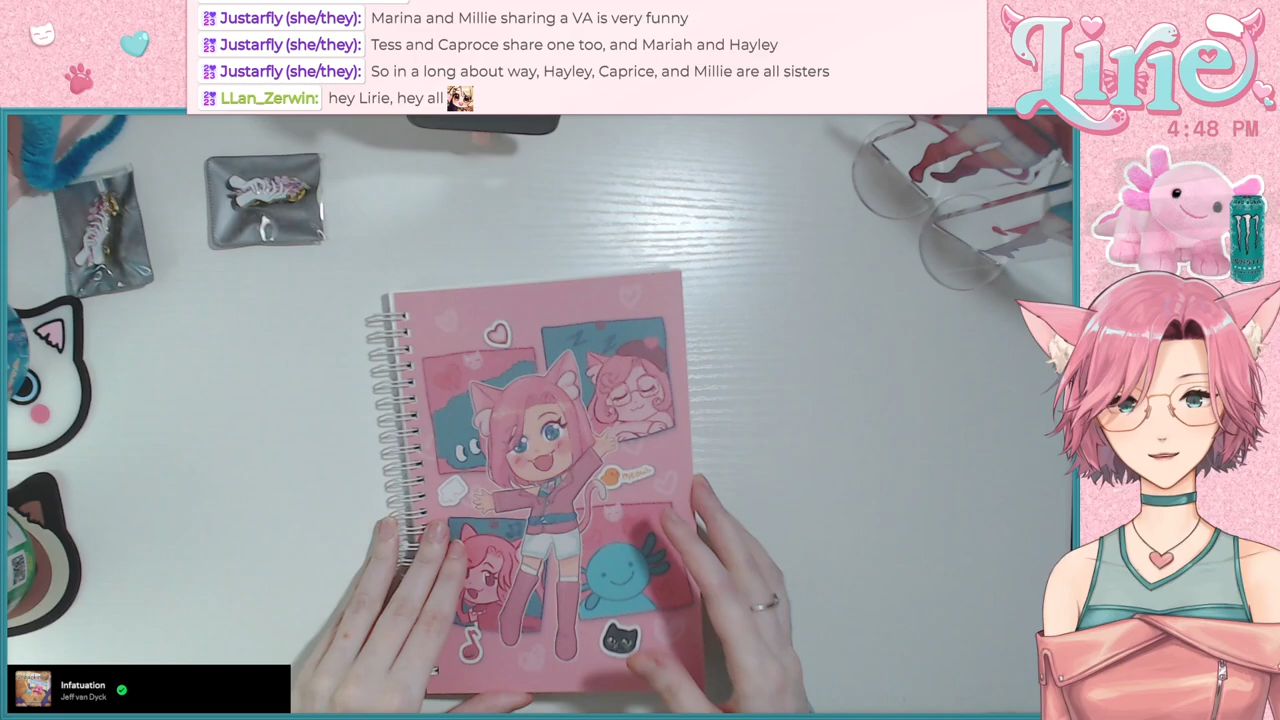 Justarfly (she/they): Marina and Millie sharing a VA is very funny
Justarfly (she/they): Tess and Caproce share one too, and Mariah and Hayley
Justarfly (she/they): So in a long about way, Hayley, Caprice, and Millie are all sisters
LLan_Zerwin: hey Lirie, hey all
Lirie
4:48 PM
Infatuation
Jeff van Dyck